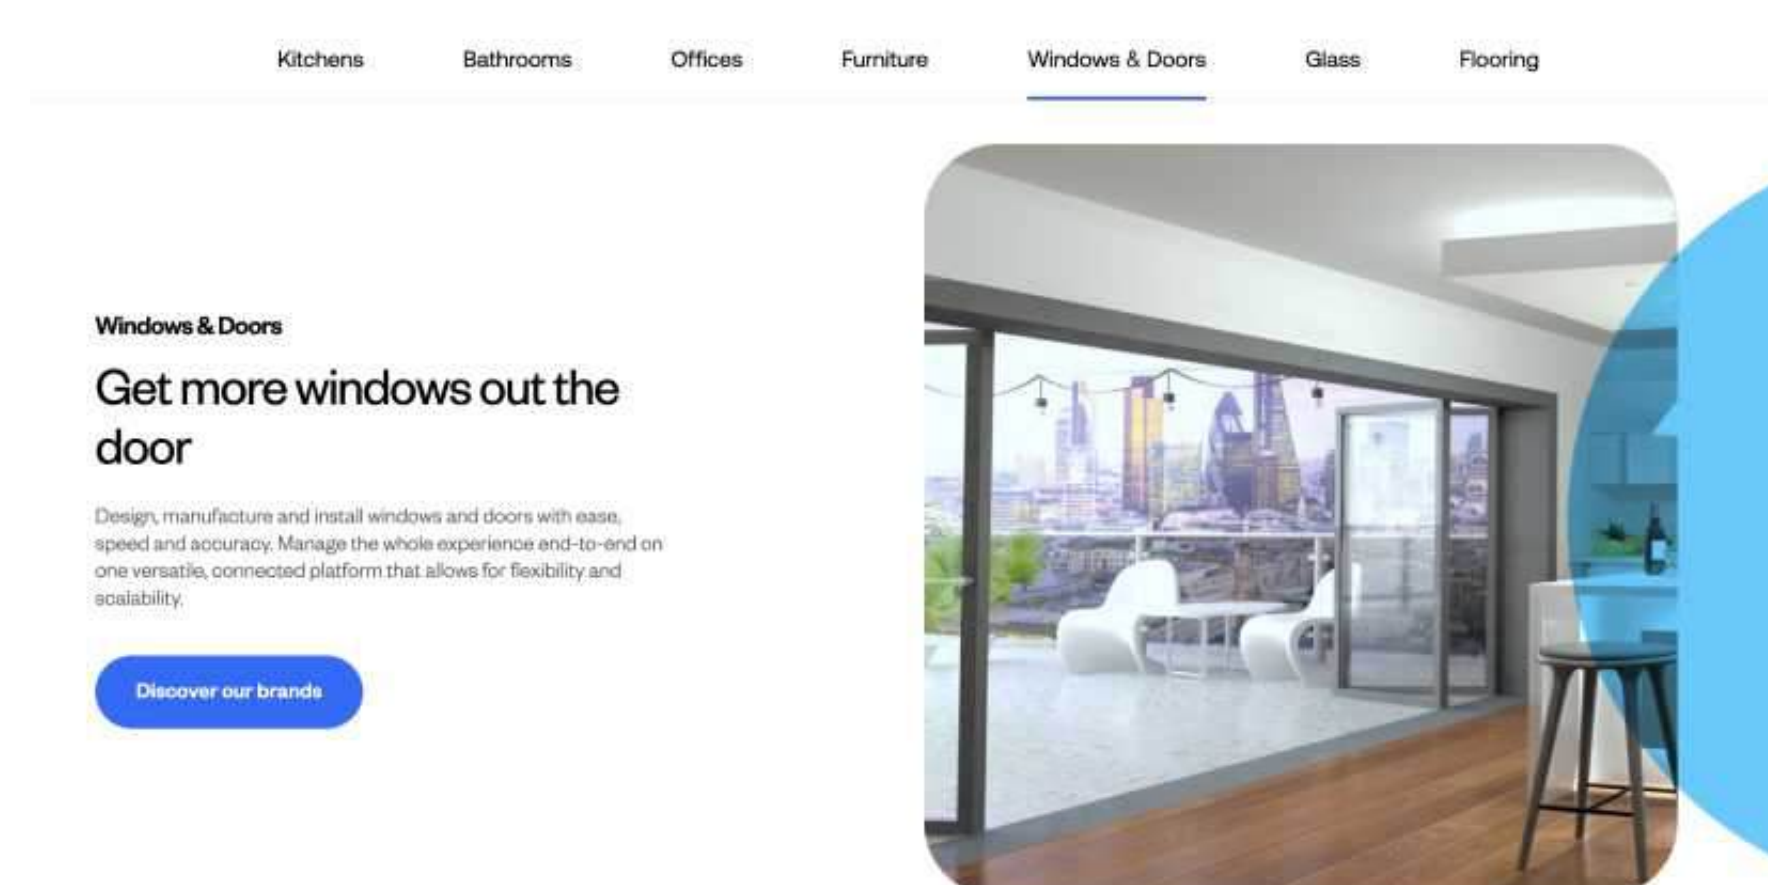 Kitchens Bathrooms Offices Furniture Windows & Doors Glass Flooring
Windows & Doors
Get more windows out the
door
Design, manufacture and install windows and doors with ease,
speed and accuracy. Manage the whole experience end-to-end on
one versatile, connected platform that allows for flexibility and
scalability.
Discover our brands